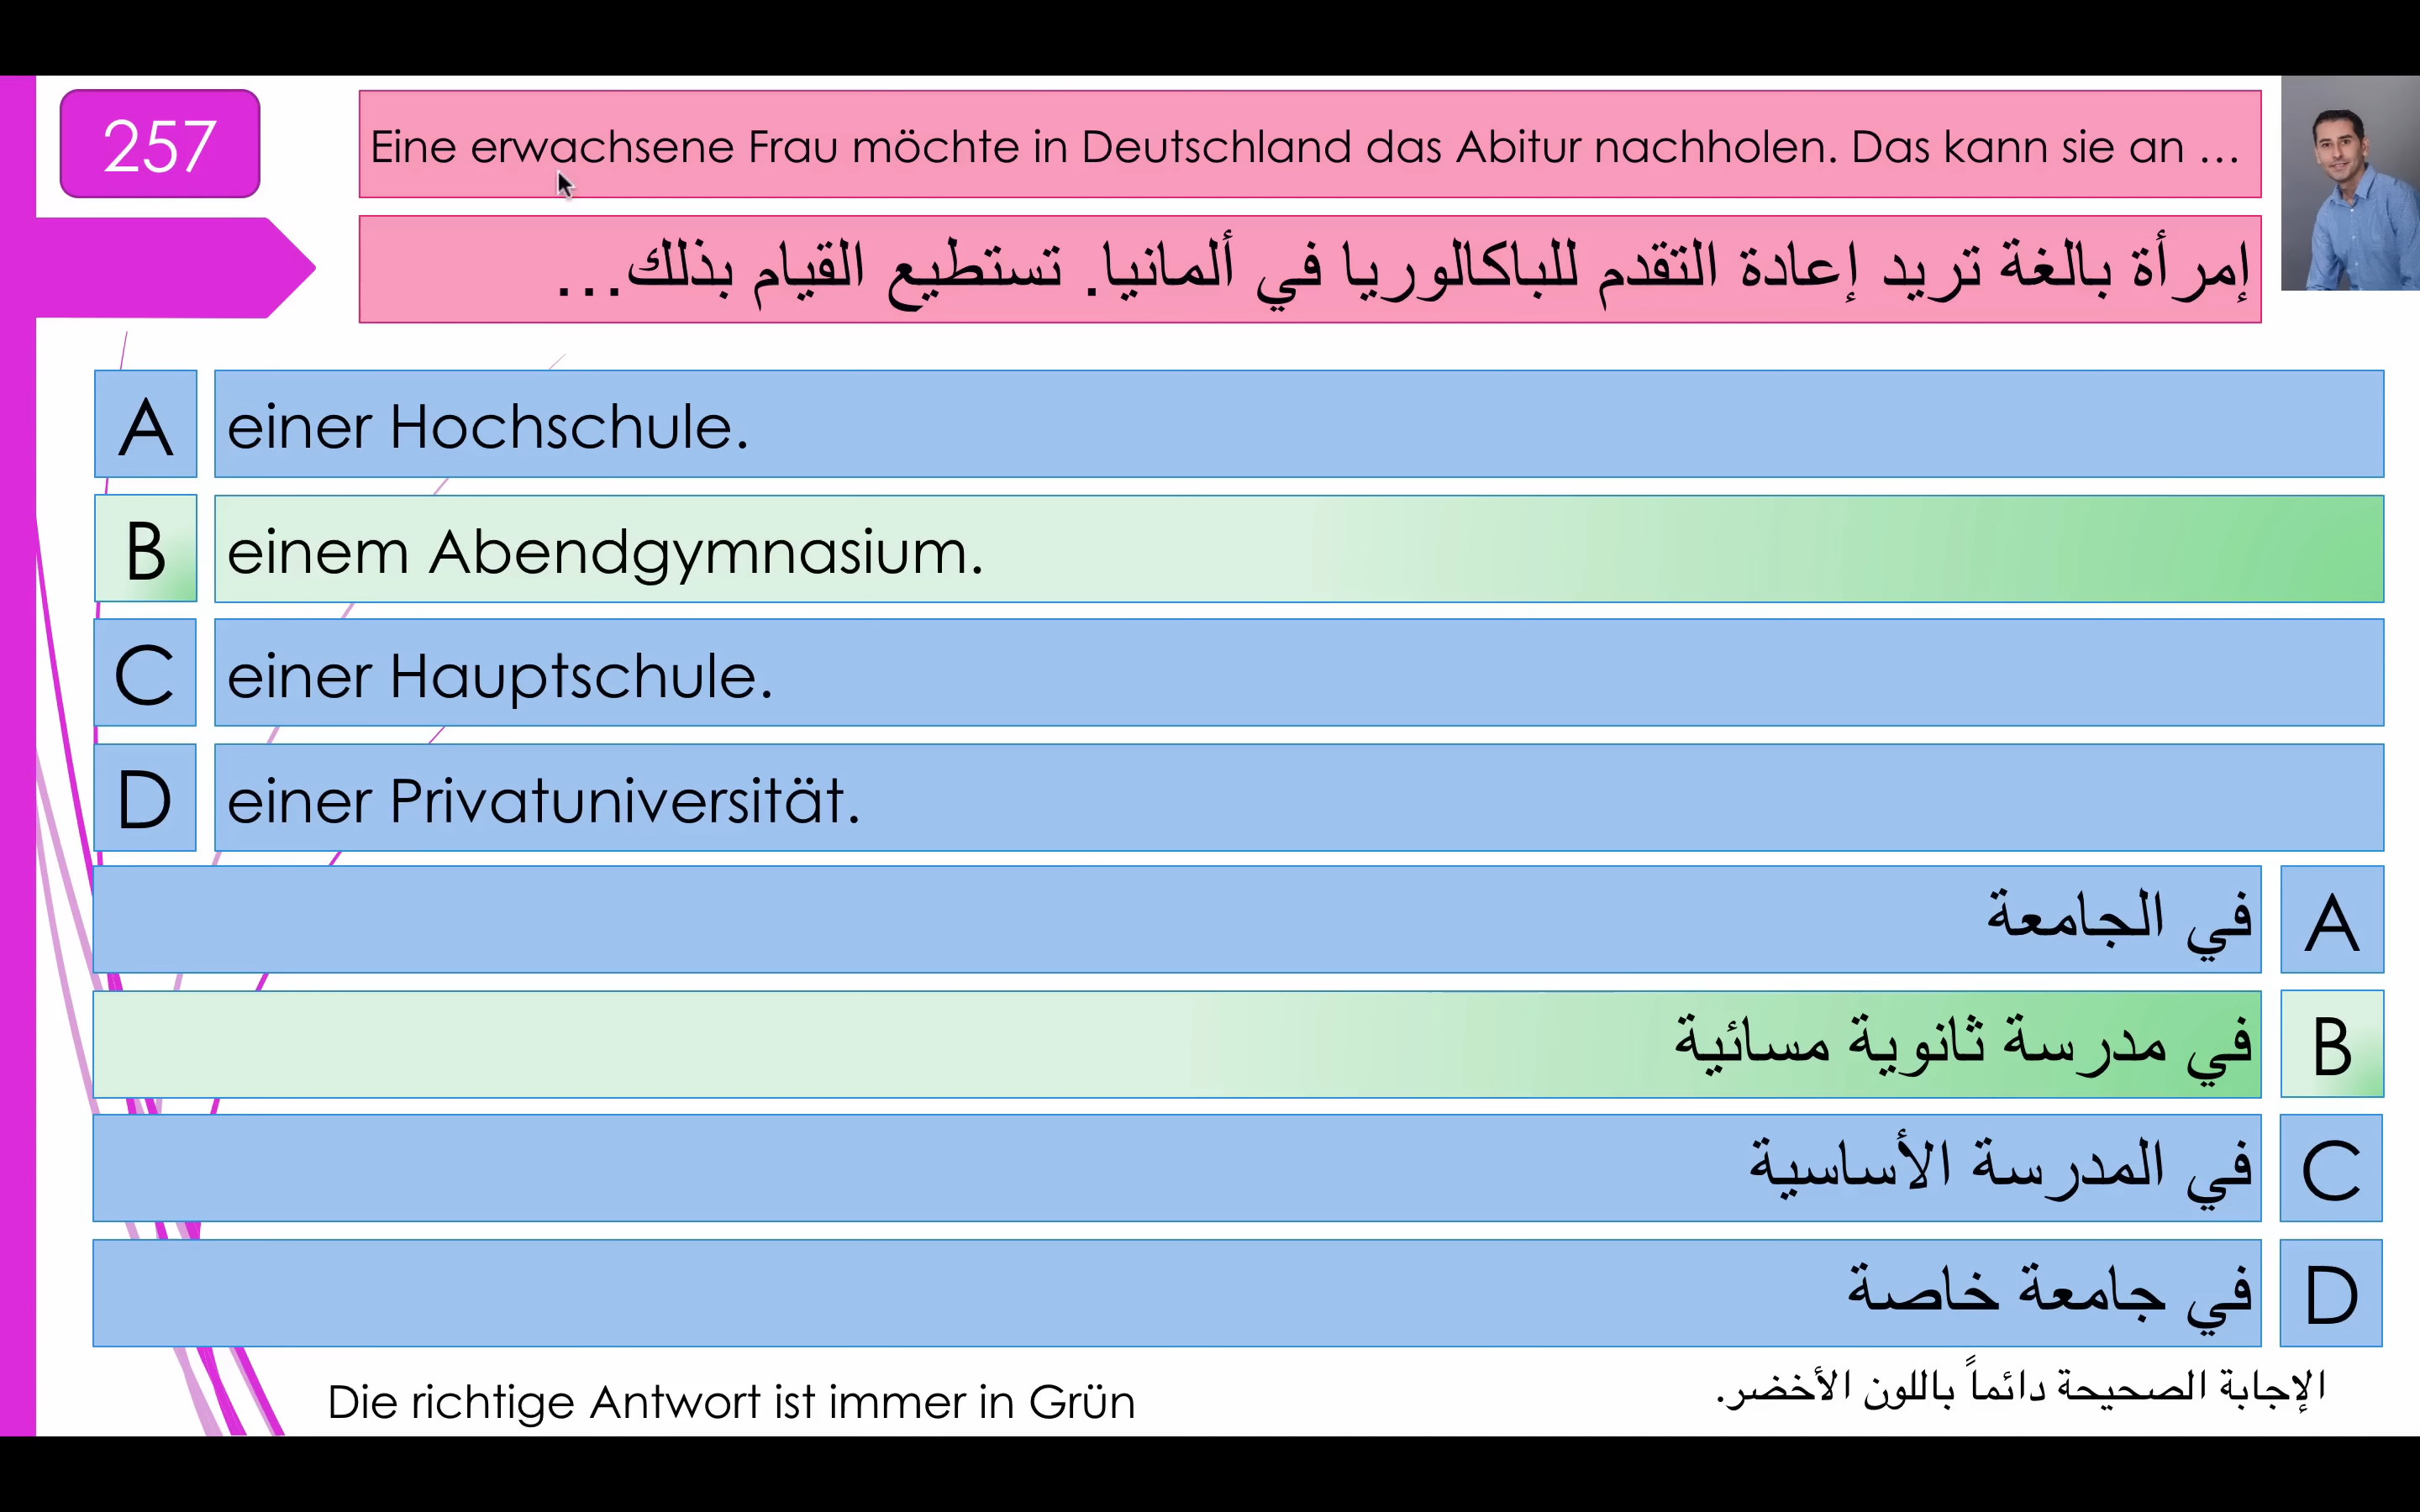 257
Eine erwachsene Frau möchte in Deutschland das Abitur nachholen. Das kann sie an …
إمرأة بالغة تريد إعادة التقدم للباكالوريا في ألمانيا. تستطيع القيام بذلك…
A einer Hochschule.
B einem Abendgymnasium.
C einer Hauptschule.
D einer Privatuniversität.
A في الجامعة
B في مدرسة ثانوية مسائية
C في المدرسة الأساسية
D في جامعة خاصة
Die richtige Antwort ist immer in Grün
الإجابة الصحيحة دائماً باللون الأخضر.